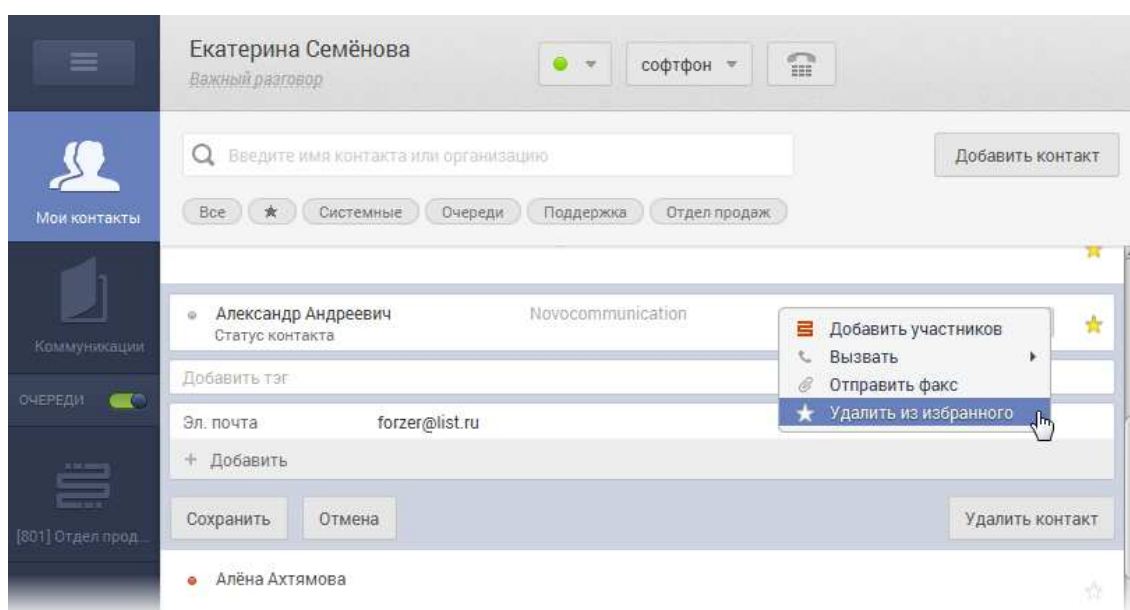 Екатерина Семёнова
Важный разговор
софтфон
Мои контакты
Введите имя контакта или организацию
Добавить контакт
Все
Системные
Очереди
Поддержка
Отдел продаж
Коммуникации
ОЧЕРЕДИ
[801] Отдел прод...
Александр Андреевич
Novocommunication
Статус контакта
Добавить участников
Вызвать
Отправить факс
Удалить из избранного
Добавить тэг
Эл. почта
forzer@list.ru
+ Добавить
Сохранить
Отмена
Удалить контакт
Алёна Ахтямова